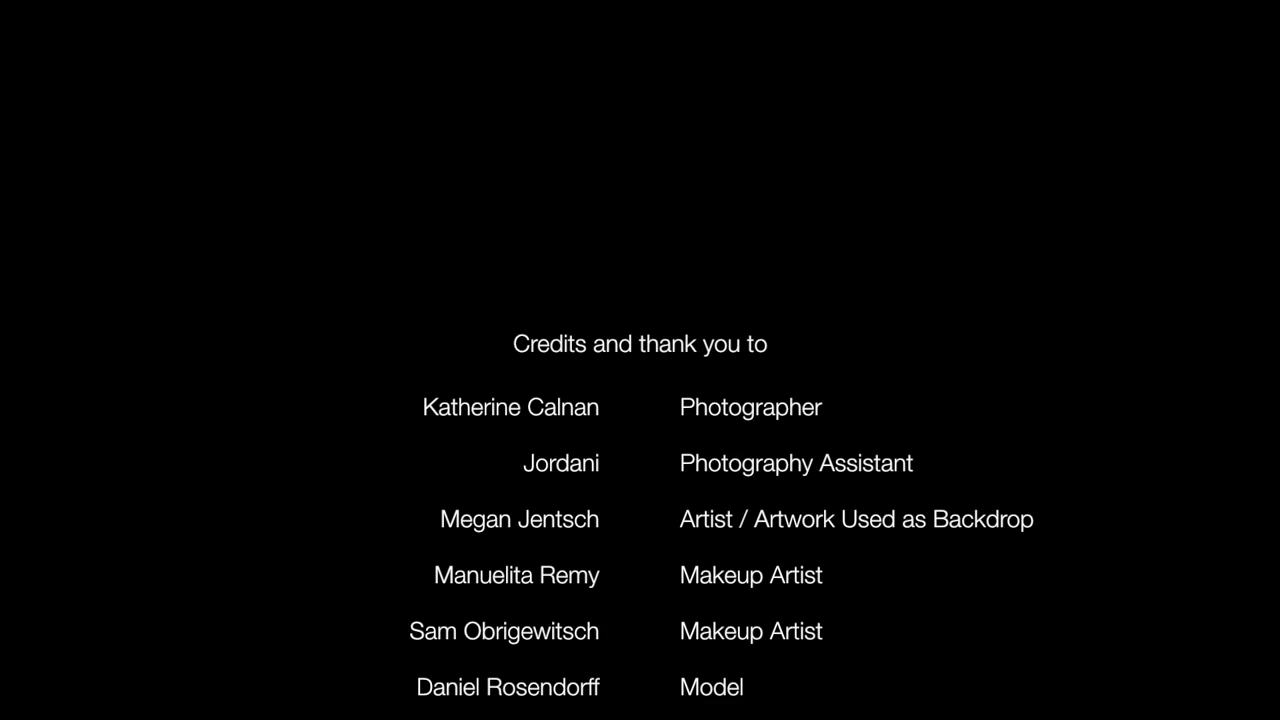 Credits and thank you to
Katherine Calnan Photographer
Jordani Photography Assistant
Megan Jentsch Artist / Artwork Used as Backdrop
Manuelita Remy Makeup Artist
Sam Obrigewitsch Makeup Artist
Daniel Rosendorff Model